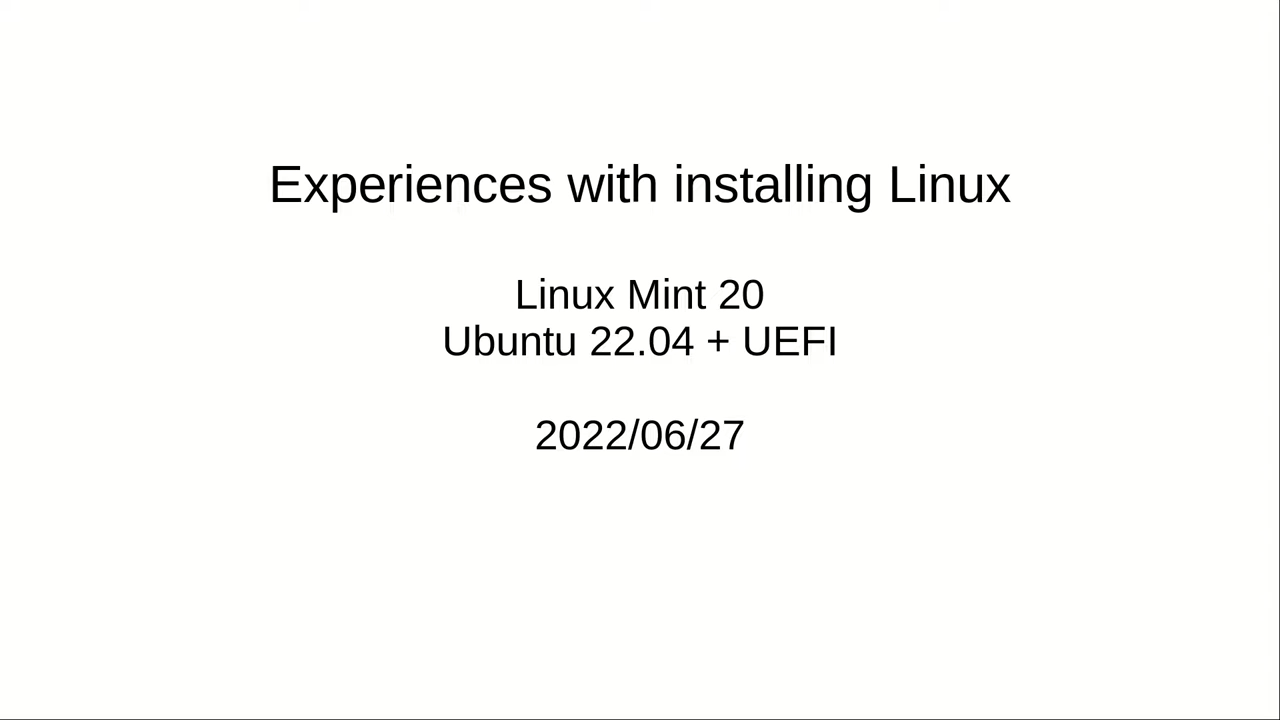 Experiences with installing Linux
Linux Mint 20
Ubuntu 22.04 + UEFI
2022/06/27